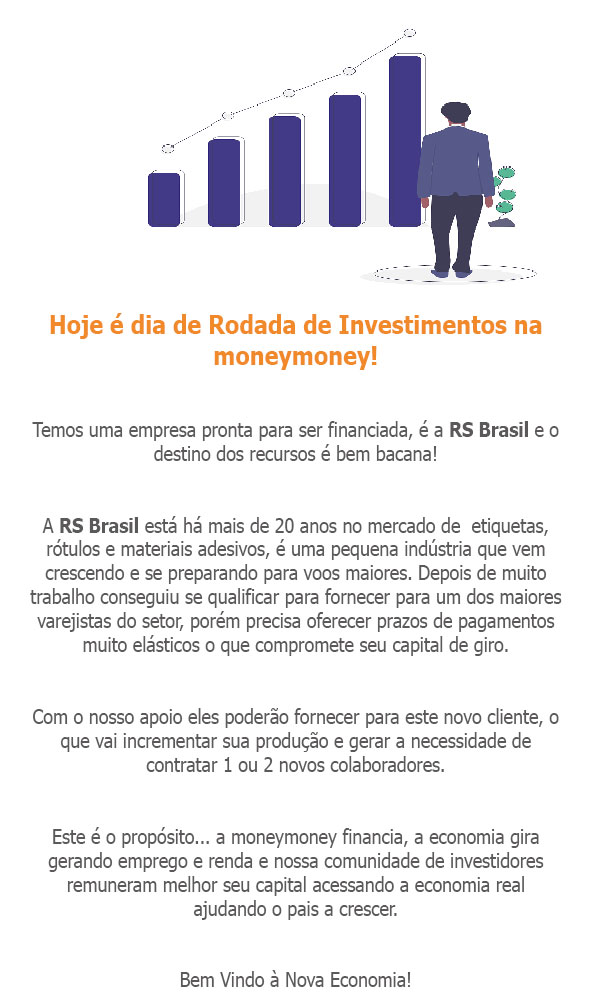 Hoje é dia de Rodada de Investimentos na
moneymoney!
Temos uma empresa pronta para ser financiada, é a RS Brasil e o
destino dos recursos é bem bacana!
A RS Brasil está há mais de 20 anos no mercado de  etiquetas,
rótulos e materiais adesivos, é uma pequena indústria que vem
crescendo e se preparando para voos maiores. Depois de muito
trabalho conseguiu se qualificar para fornecer para um dos maiores
varejistas do setor, porém precisa oferecer prazos de pagamentos
muito elásticos o que compromete seu capital de giro.
Com o nosso apoio eles poderão fornecer para este novo cliente, o
que vai incrementar sua produção e gerar a necessidade de
contratar 1 ou 2 novos colaboradores.
Este é o propósito... a moneymoney financia, a economia gira
gerando emprego e renda e nossa comunidade de investidores
remuneram melhor seu capital acessando a economia real
ajudando o pais a crescer.
Bem Vindo à Nova Economia!